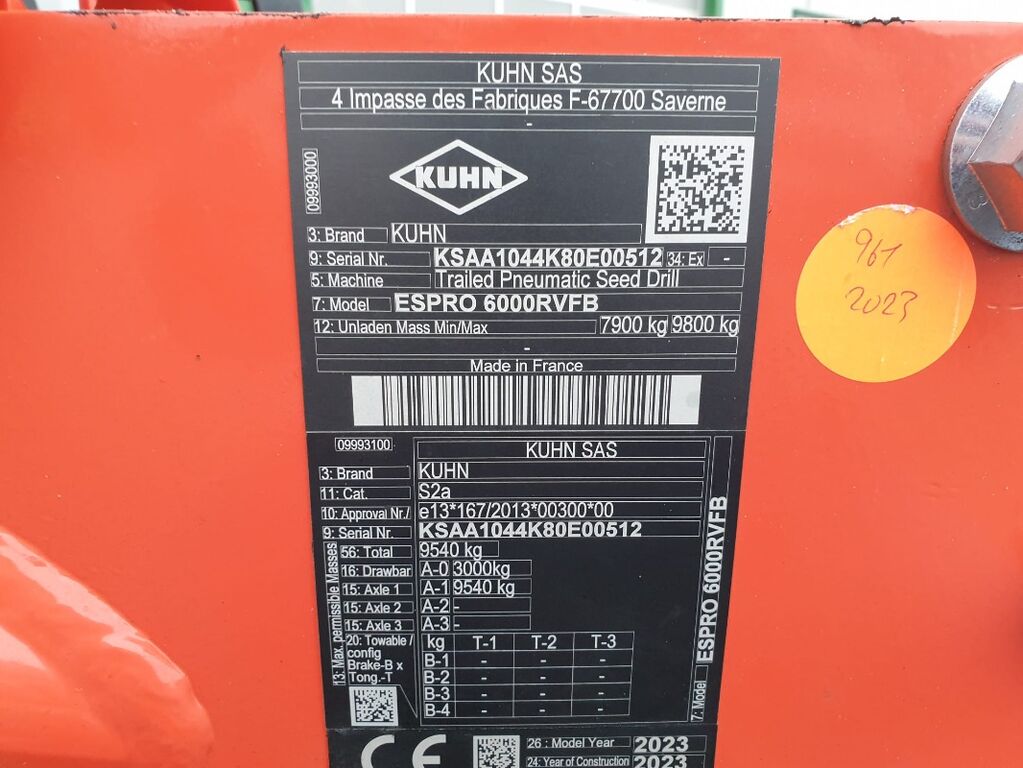 KUHN SAS
4 Impasse des Fabriques F-67700 Saverne
-
09993000
KUHN
3: Brand KUHN
9: Serial Nr. KSAA1044K80E00512 34: Ex -
5: Machine Trailed Pneumatic Seed Drill
7: Model ESPRO 6000RVFB
12: Unladen Mass Min/Max 7900 kg 9800 kg
-
Made in France
961
2023
09993100 KUHN SAS
3: Brand KUHN
11: Cat. S2a
10: Approval Nr./ e13*167/2013*00300*00
9: Serial Nr. KSAA1044K80E00512
13: Max. permissible Masses
56: Total 9540 kg
16: Drawbar A-0 3000kg
15: Axle 1 A-1 9540 kg
15: Axle 2 A-2 -
15: Axle 3 A-3 -
20: Towable / config Brake-B x Tong.-T
kg T-1 T-2 T-3
B-1 - - -
B-2 - - -
B-3 - - -
B-4 - - -
7: Model ESPRO 6000RVFB
CE
26 : Model Year 2023
24: Year of Construction 2023